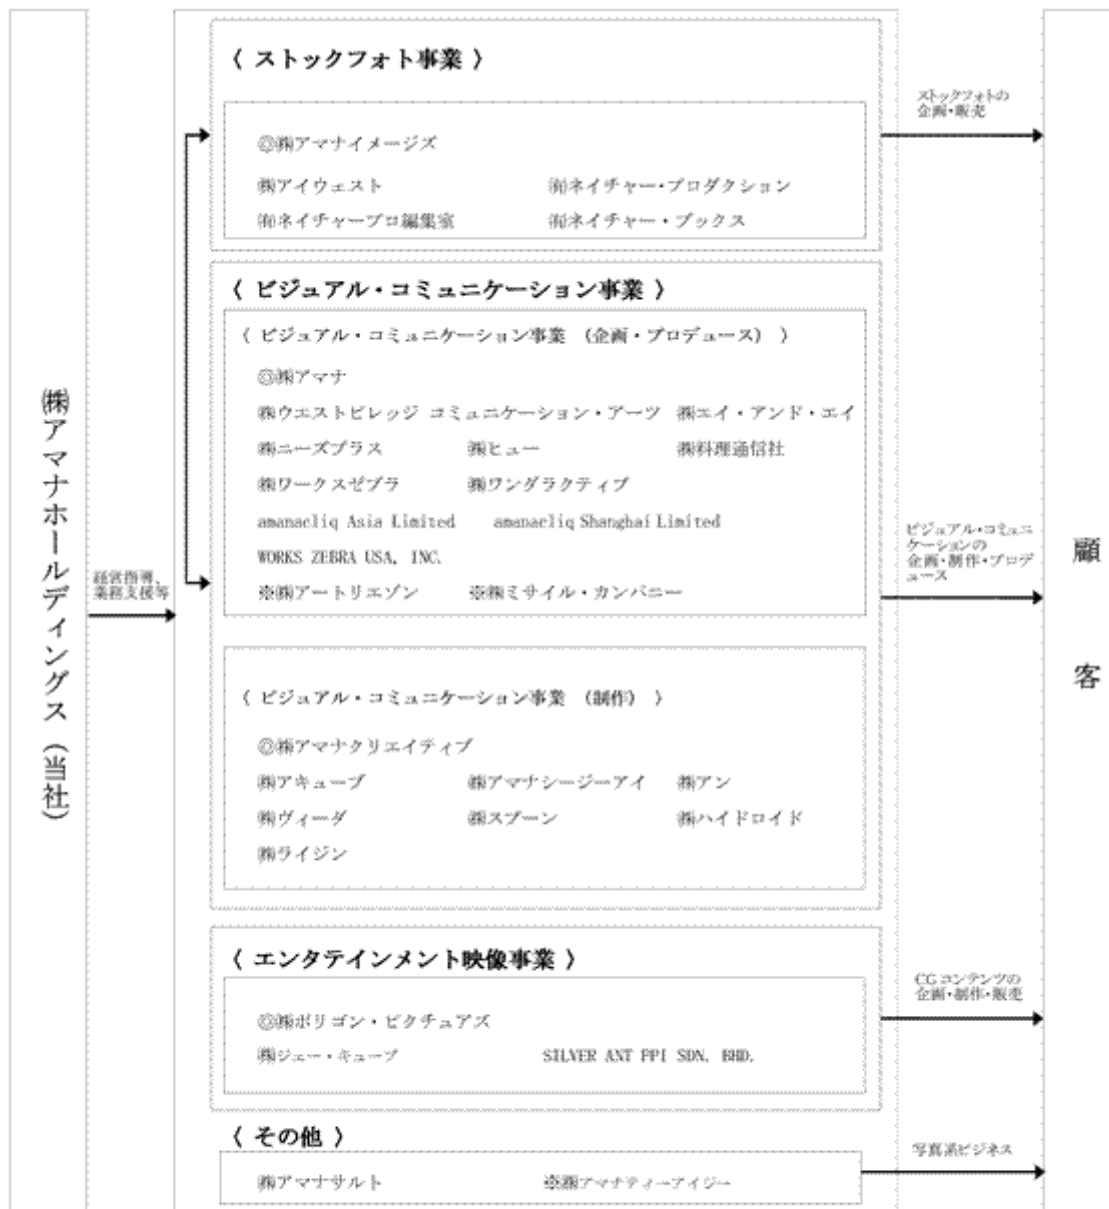 ㈱アマナホールディングス（当社）
経営指導、
業務支援等
〈 ストックフォト事業 〉
◎㈱アマナイメージズ
㈱アイウェスト ㈲ネイチャー・プロダクション
㈲ネイチャープロ編集室 ㈲ネイチャー・ブックス
ストックフォトの
企画・販売
〈 ビジュアル・コミュニケーション事業 〉
〈 ビジュアル・コミュニケーション事業 （企画・プロデュース） 〉
◎㈱アマナ
㈱ウエストビレッジ コミュニケーション・アーツ ㈱エイ・アンド・エイ
㈱ニーズプラス ㈱ヒュー ㈱料理通信社
㈱ワークスゼブラ ㈱ワンダラクティブ
amanacliq Asia Limited amanacliq Shanghai Limited
WORKS ZEBRA USA, INC.
※㈱アートリエゾン ※㈱ミサイル・カンパニー
ビジュアル・コミュニ
ケーションの
企画・制作・プロデ
ュース
〈 ビジュアル・コミュニケーション事業 （制作） 〉
◎㈱アマナクリエイティブ
㈱アキューブ ㈱アマナシージーアイ ㈱アン
㈱ヴィーダ ㈱スプーン ㈱ハイドロイド
㈱ライジン
〈 エンタテインメント映像事業 〉
◎㈱ポリゴン・ピクチュアズ
㈱ジェー・キューブ SILVER ANT PPI SDN. BHD.
CGコンテンツの
企画・制作・販売
〈 その他 〉
㈱アマナサルト ※㈱アマナティーアイジー
写真系ビジネス
顧客